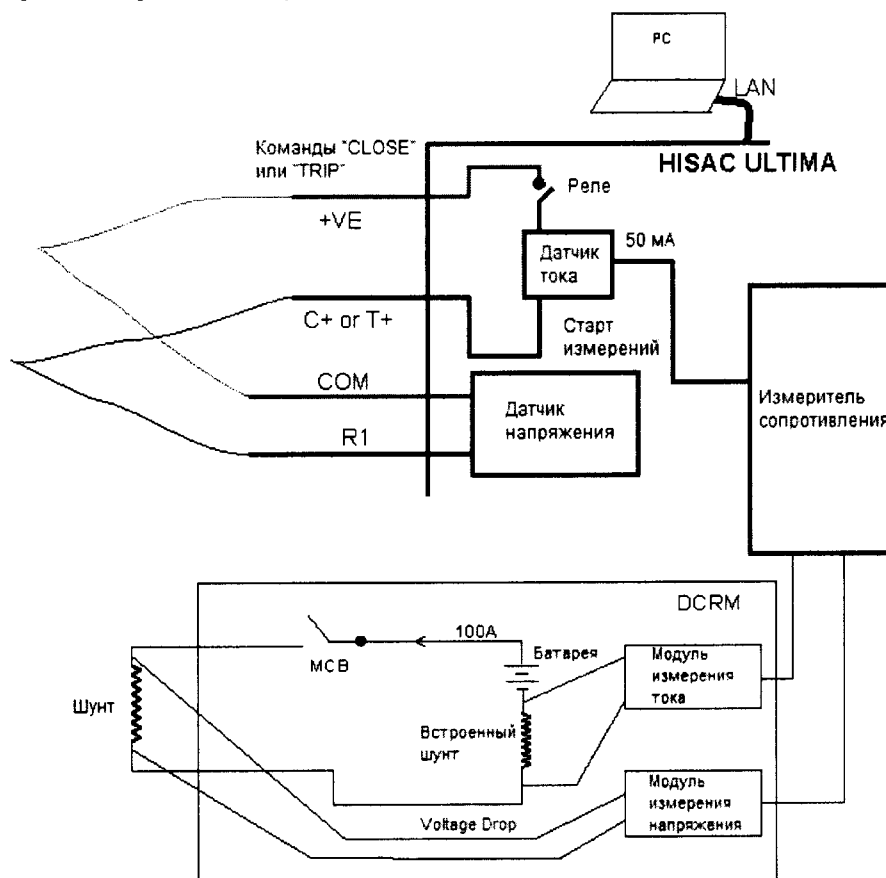 PC
LAN
HISAC ULTIMA
Команды "CLOSE"
или "TRIP"
Реле
+VE
Датчик
тока
50 мА
C+ or T+
Старт
измерений
COM
Датчик
напряжения
R1
Измеритель
сопротивления
DCRM
100A
МСВ
Батарея
Модуль
измерения
тока
Шунт
Встроенный
шунт
Модуль
измерения
напряжения
Voltage Drop